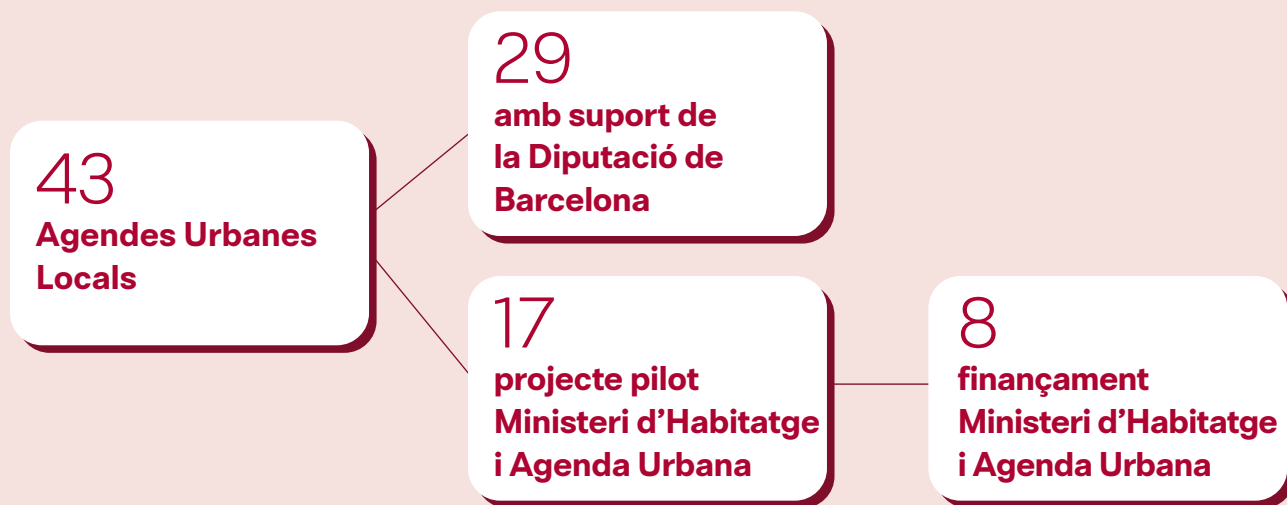 43
Agendes Urbanes
Locals
29
amb suport de
la Diputació de
Barcelona
17
projecte pilot
Ministeri d’Habitatge
i Agenda Urbana
8
finançament
Ministeri d’Habitatge
i Agenda Urbana